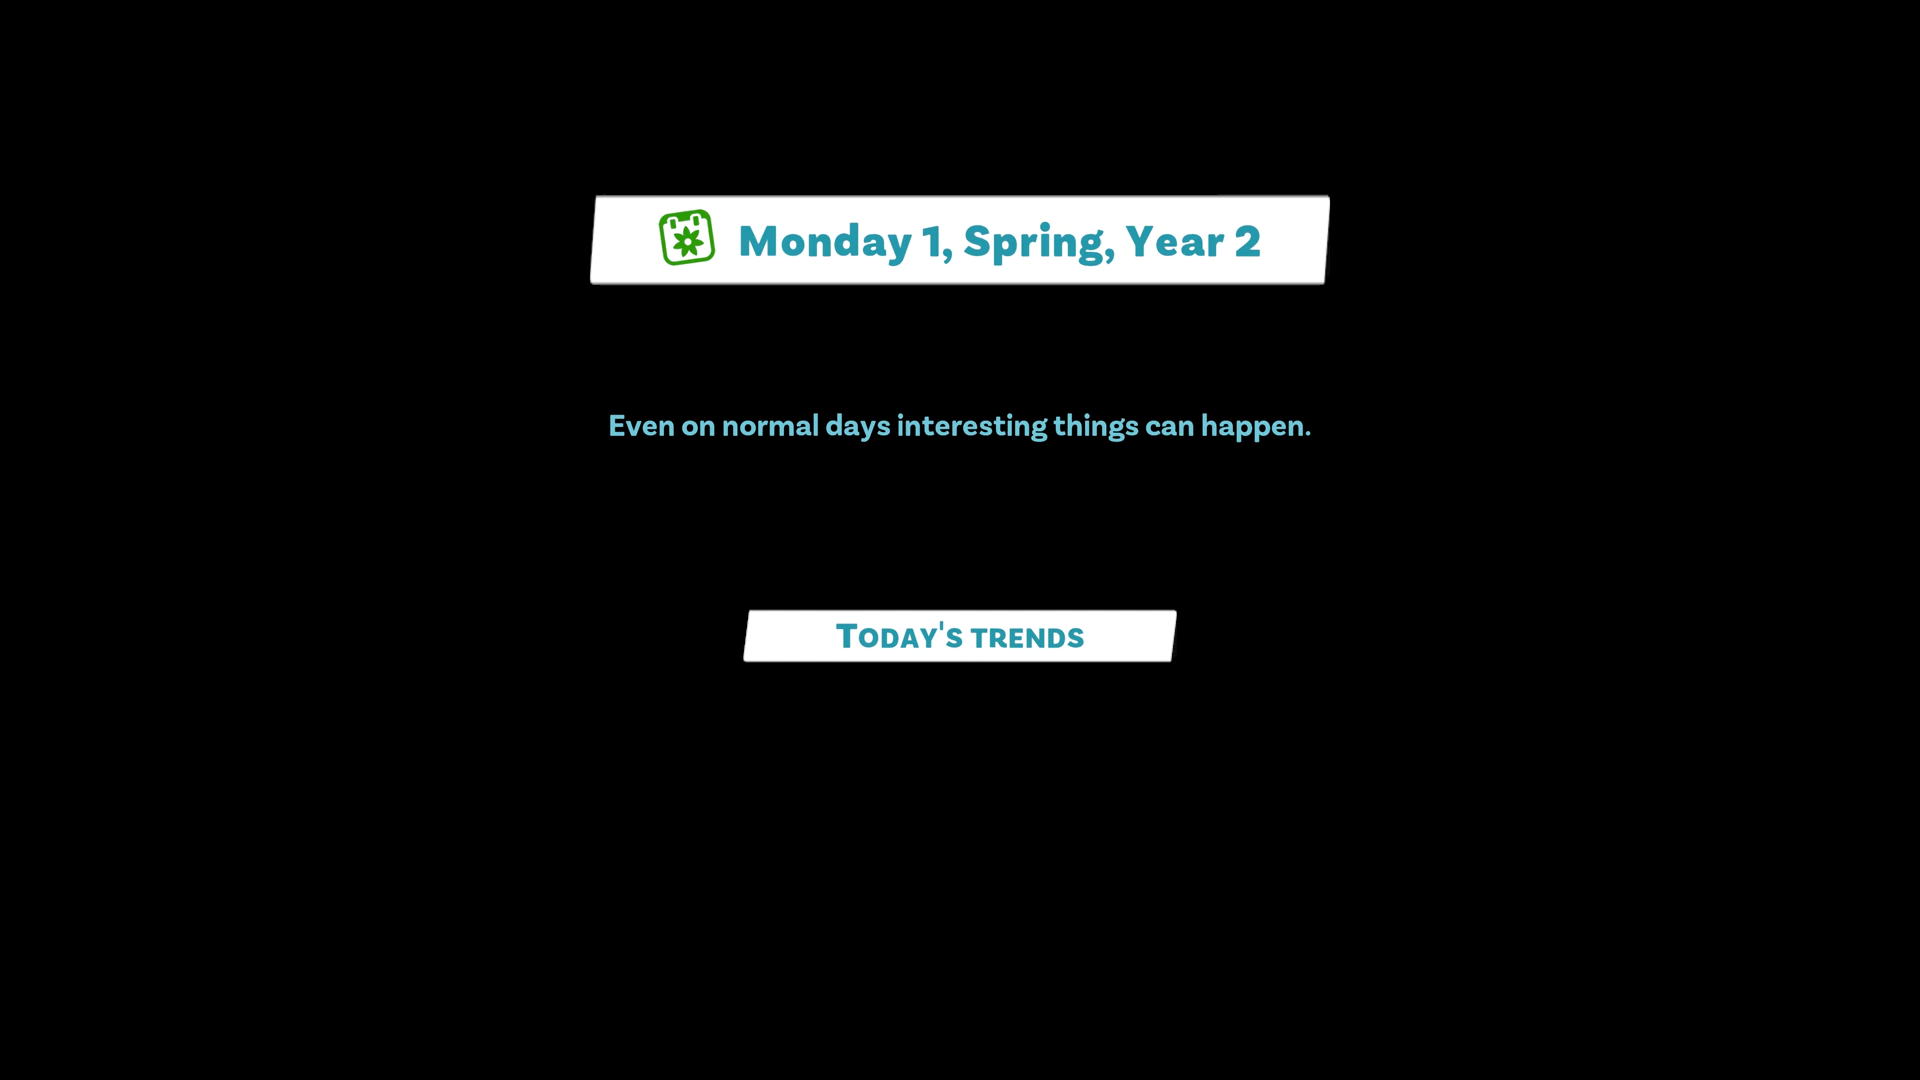 Monday 1, Spring, Year 2
Even on normal days interesting things can happen.
Today's trends